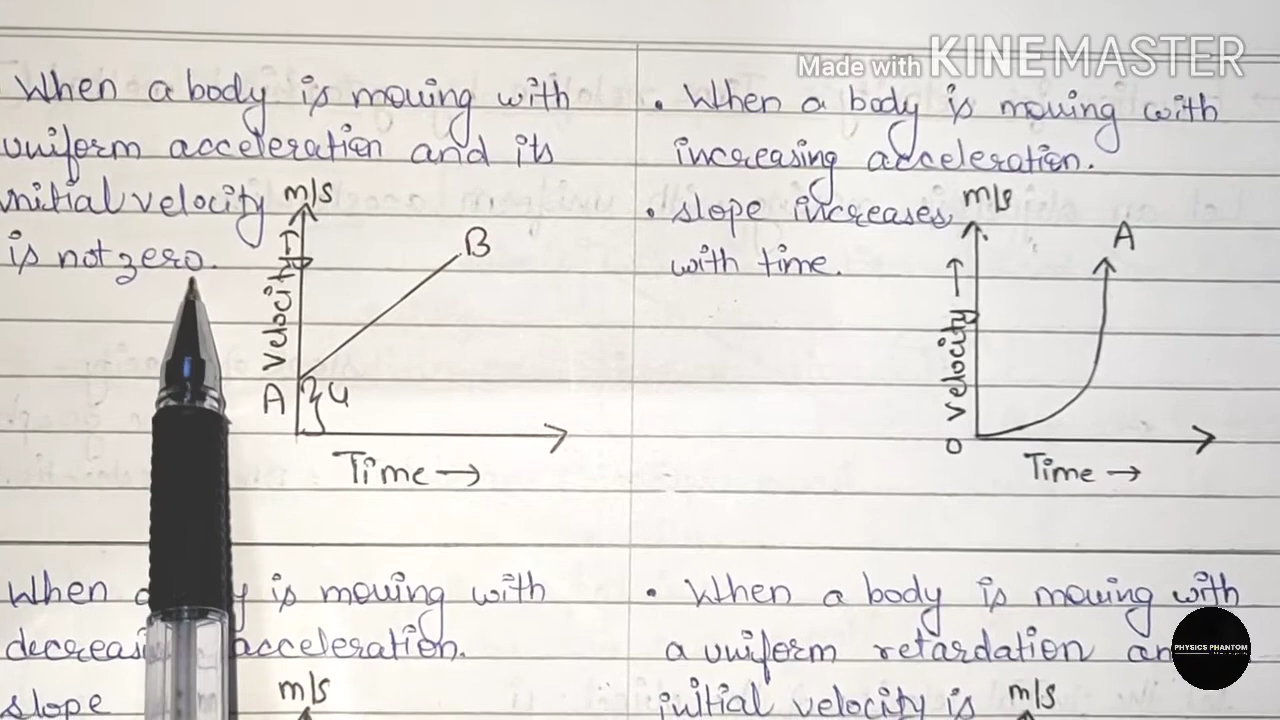 Made with KINEMASTER
When a body is moving with
uniform acceleration and its
initial velocity
is not zero.
m/s
Velocity →
B
A
u
Time →
• When a body is moving with
increasing acceleration.
• slope increases
with time.
m/s
velocity →
A
0
Time →
When is moving with
acceleration.
slope
m/s
• When a body is moving with
a uniform retardation
initial velocity is
m/s
PHYSICS PHANTOM